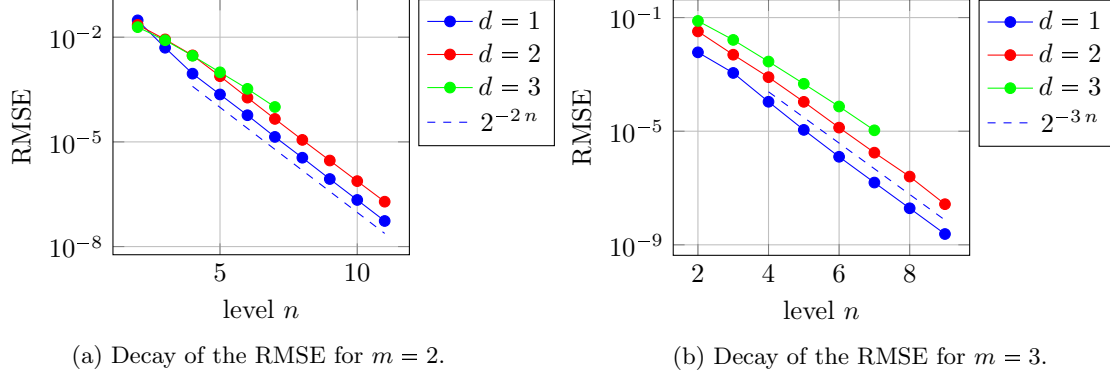 10^{-2}
10^{-5}
10^{-8}
RMSE
5
10
level n
d = 1
d = 2
d = 3
2^{-2 n}
(a) Decay of the RMSE for m = 2.
10^{-1}
10^{-5}
10^{-9}
RMSE
2
4
6
8
level n
d = 1
d = 2
d = 3
2^{-3 n}
(b) Decay of the RMSE for m = 3.